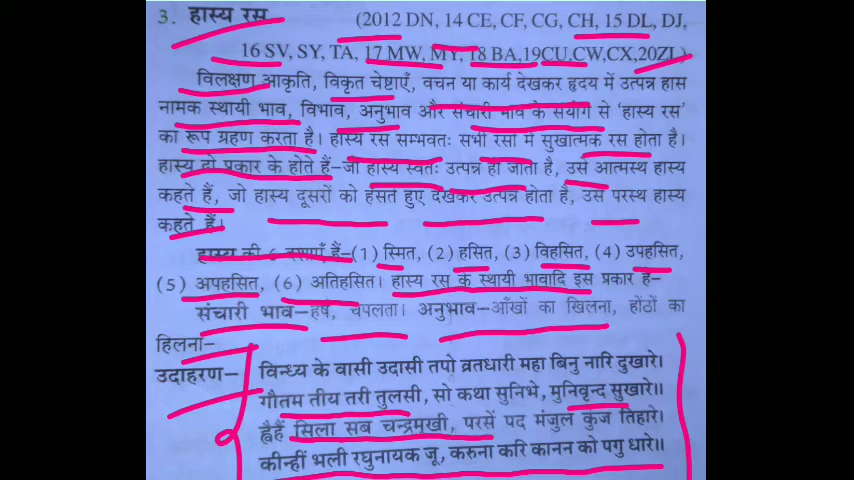 3. हास्य रस (2012 DN, 14 CE, CF, CG, CH, 15 DL, DJ,
16 SV, SY, TA, 17 MW, MY, 18 BA,19CU,CW,CX,20ZL)
विलक्षण आकृति, विकृत चेष्टाएँ, वचन या कार्य देखकर हृदय में उत्पन्न हास
नामक स्थायी भाव, विभाव, अनुभाव और संचारी भाव के संयोग से 'हास्य रस'
का रूप ग्रहण करता है। हास्य रस सम्भवतः सभी रसों में सुखात्मक रस होता है।
हास्य दो प्रकार के होते हैं-जो हास्य स्वतः उत्पन्न हो जाता है, उसे आत्मस्थ हास्य
कहते हैं, जो हास्य दूसरों को हंसते हुए देखकर उत्पन्न होता है, उसे परस्थ हास्य
कहते हैं।
हास्य की 6 दशाएँ हैं-(1) स्मित, (2) हसित, (3) विहसित, (4) उपहसित,
(5) अपहसित, (6) अतिहसित। हास्य रस के स्थायी भावादि इस प्रकार हैं-
संचारी भाव-हर्ष, चपलता। अनुभाव-आँखों का खिलना, होंठों का
हिलना-
उदाहरण- विन्ध्य के वासी उदासी तपो व्रतधारी महा बिनु नारि दुखारे।
गौतम तीय तरी तुलसी, सो कथा सुनिभे, मुनिवृन्द सुखारे॥
ह्वैहैं सिला सब चन्द्रमुखी, परसें पद मंजुल कुंज तिहारे।
कीन्हीं भली रघुनायक जू, करुना करि कानन को पगु धारे॥